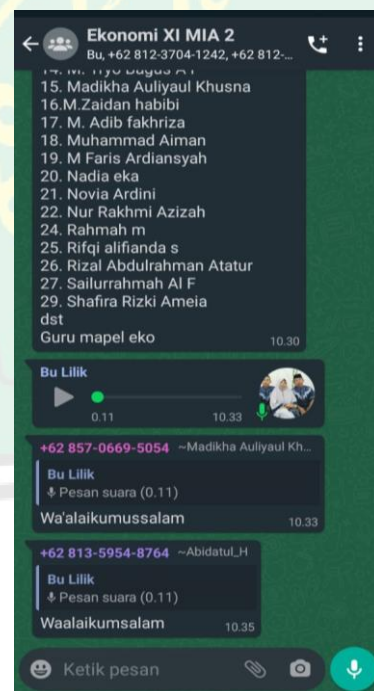 Ekonomi XI MIA 2
Bu, +62 812-3704-1242, +62 812-...
14. M. Tryo Bagus A F
15. Madikha Auliyaul Khusna
16.M.Zaidan habibi
17. M. Adib fakhriza
18. Muhammad Aiman
19. M Faris Ardiansyah
20. Nadia eka
21. Novia Ardini
22. Nur Rakhmi Azizah
24. Rahmah m
25. Rifqi alifianda s
26. Rizal Abdulrahman Atatur
27. Sailurrahmah Al F
29. Shafira Rizki Ameia
dst
Guru mapel eko
10.30
Bu Lilik
0.11 10.33
+62 857-0669-5054 ~Madikha Auliyaul Kh...
Bu Lilik
Pesan suara (0.11)
Wa'alaikumussalam
10.33
+62 813-5954-8764 ~Abidatul_H
Bu Lilik
Pesan suara (0.11)
Waalaikumsalam
10.35
Ketik pesan